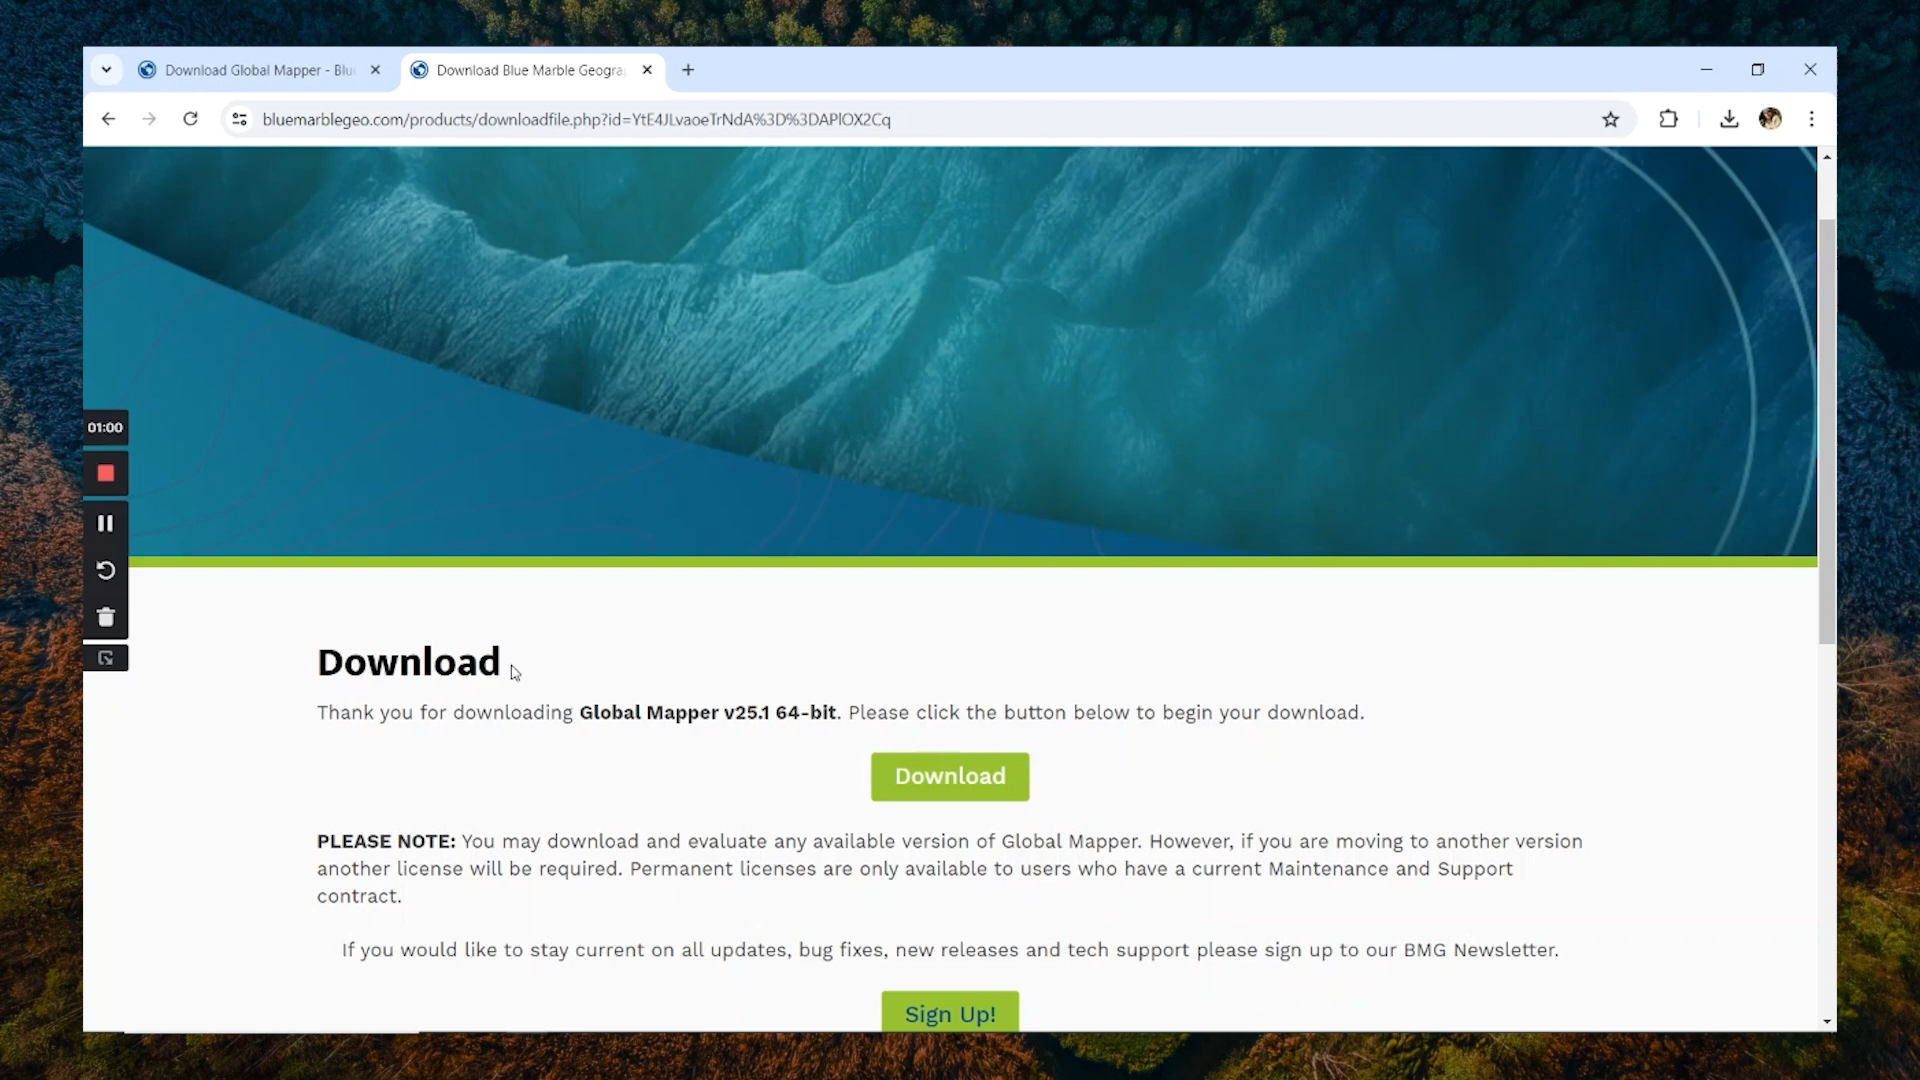 Download Global Mapper - Blu
Download Blue Marble Geogra
bluemarblegeo.com/products/downloadfile.php?id=YtE4JLvaoeTrNdA%3D%3DAPlOX2Cq
01:00
Download
Thank you for downloading Global Mapper v25.1 64-bit. Please click the button below to begin your download.
Download
PLEASE NOTE: You may download and evaluate any available version of Global Mapper. However, if you are moving to another version
another license will be required. Permanent licenses are only available to users who have a current Maintenance and Support
contract.
If you would like to stay current on all updates, bug fixes, new releases and tech support please sign up to our BMG Newsletter.
Sign Up!